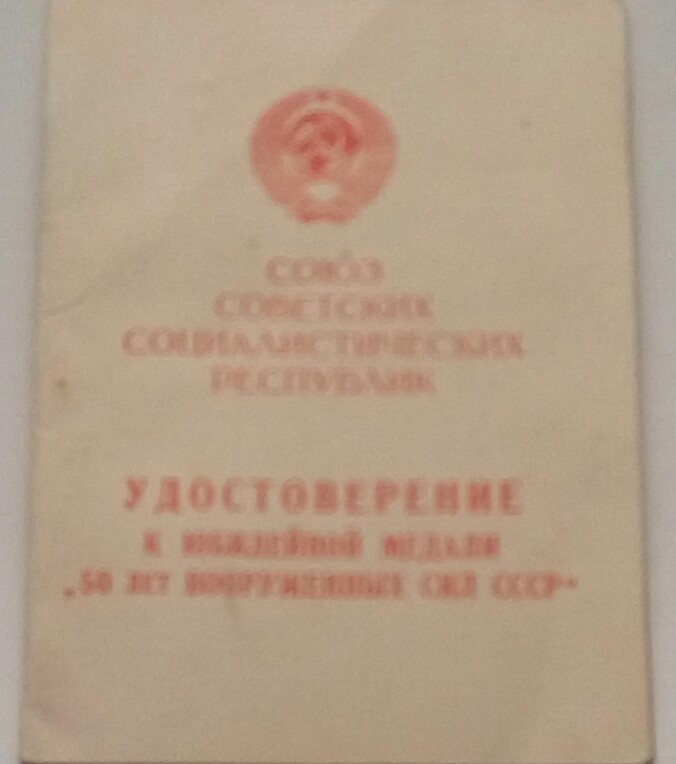 СОЮЗ
СОВЕТСКИХ
СОЦИАЛИСТИЧЕСКИХ
РЕСПУБЛИК
УДОСТОВЕРЕНИЕ
К ЮБИЛЕЙНОЙ МЕДАЛИ
„50 ЛЕТ ВООРУЖЕННЫХ СИЛ СССР“